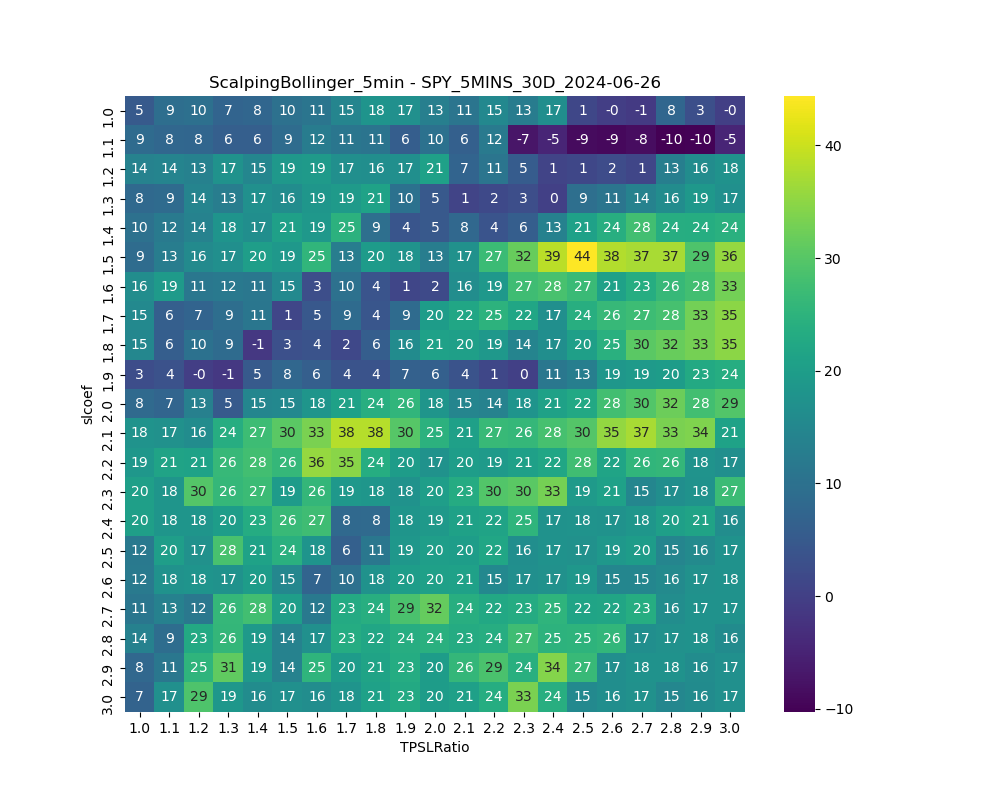 ScalpingBollinger_5min - SPY_5MINS_30D_2024-06-26
1.0 5 9 10 7 8 10 11 15 18 17 13 11 15 13 17 1 -0 -1 8 3 -0
1.1 9 8 8 6 6 9 12 11 11 6 10 6 12 -7 -5 -9 -9 -8 -10 -10 -5
1.2 14 14 13 17 15 19 19 17 16 17 21 7 11 5 1 1 2 1 13 16 18
1.3 8 9 14 13 17 16 19 19 21 10 5 1 2 3 0 9 11 14 16 19 17
1.4 10 12 14 18 17 21 19 25 9 4 5 8 4 6 13 21 24 28 24 24 24
1.5 9 13 16 17 20 19 25 13 20 18 13 17 27 32 39 44 38 37 37 29 36
1.6 16 19 11 12 11 15 3 10 4 1 2 16 19 27 28 27 21 23 26 28 33
1.7 15 6 7 9 11 1 5 9 4 9 20 22 25 22 17 24 26 27 28 33 35
1.8 15 6 10 9 -1 3 4 2 6 16 21 20 19 14 17 20 25 30 32 33 35
1.9 3 4 -0 -1 5 8 6 4 4 7 6 4 1 0 11 13 19 19 20 23 24
2.0 8 7 13 5 15 15 18 21 24 26 18 15 14 18 21 22 28 30 32 28 29
2.1 18 17 16 24 27 30 33 38 38 30 25 21 27 26 28 30 35 37 33 34 21
2.2 19 21 21 26 28 26 36 35 24 20 17 20 19 21 22 28 22 26 26 18 17
2.3 20 18 30 26 27 19 26 19 18 18 20 23 30 30 33 19 21 15 17 18 27
2.4 20 18 18 20 23 26 27 8 8 18 19 21 22 25 17 18 17 18 20 21 16
2.5 12 20 17 28 21 24 18 6 11 19 20 20 22 16 17 17 19 20 15 16 17
2.6 12 18 18 17 20 15 7 10 18 20 20 21 15 17 17 19 15 15 16 17 18
2.7 11 13 12 26 28 20 12 23 24 29 32 24 22 23 25 22 22 23 16 17 17
2.8 14 9 23 26 19 14 17 23 22 24 24 23 24 27 25 25 26 17 17 18 16
2.9 8 11 25 31 19 14 25 20 21 23 20 26 29 24 34 27 17 18 18 16 17
3.0 7 17 29 19 16 17 16 18 21 23 20 21 24 33 24 15 16 17 15 16 17
1.0 1.1 1.2 1.3 1.4 1.5 1.6 1.7 1.8 1.9 2.0 2.1 2.2 2.3 2.4 2.5 2.6 2.7 2.8 2.9 3.0
TPSLRatio
slcoef
40
30
20
10
0
−10